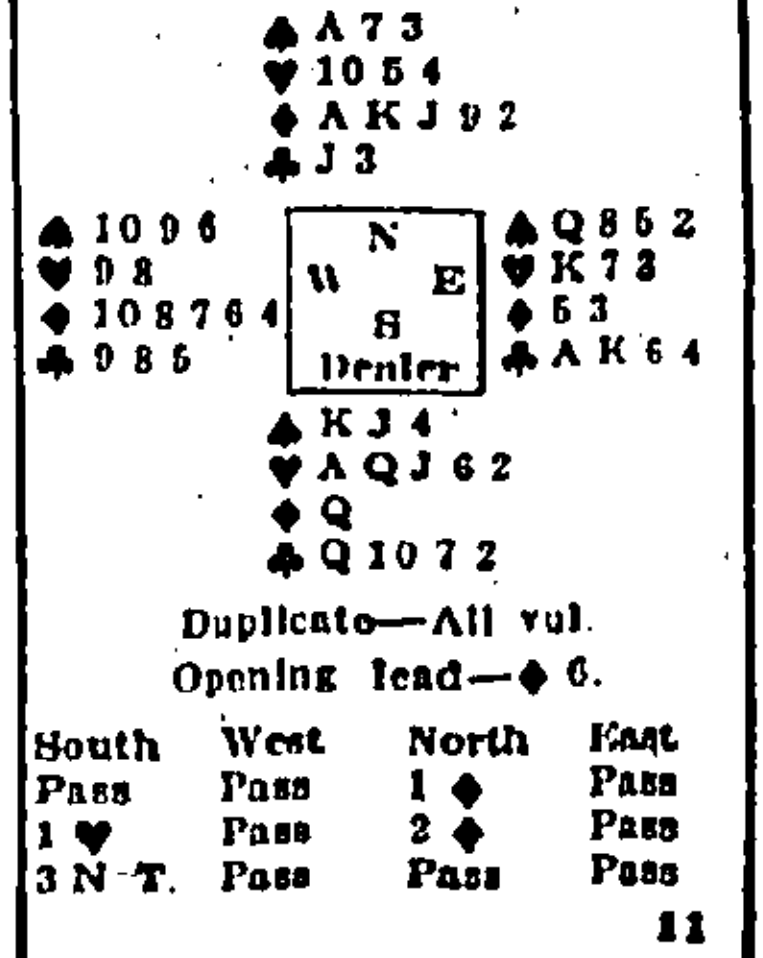 ♠ A 7 3
♥ 10 5 4
♦ A K J 9 2
♣ J 3
♠ 10 9 6
♥ 9 8
♦ 10 8 7 6 4
♣ 9 8 5
N
W E
S
Dealer
♠ Q 8 5 2
♥ K 7 3
♦ 5 3
♣ A K 6 4
♠ K J 4
♥ A Q J 6 2
♦ Q
♣ Q 10 7 2
Duplicate—All vul.
Opening lead—♦ 6.
South West North East
Pass Pass 1 ♦ Pass
1 ♥ Pass 2 ♦ Pass
3 N-T. Pass Pass Pass
11